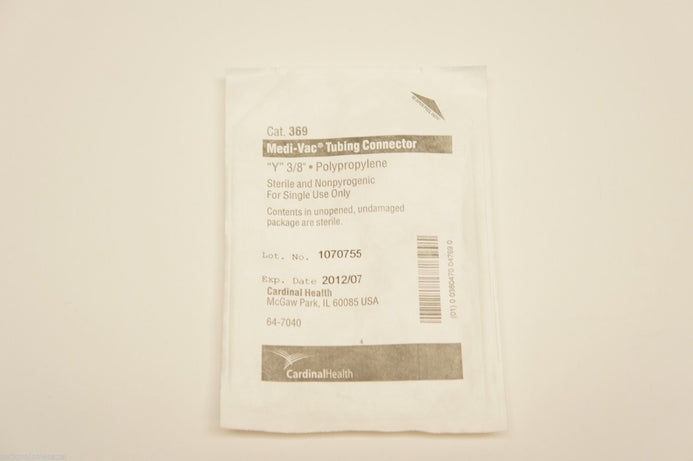 Cat. 369
Medi-Vac® Tubing Connector
"Y" 3/8" • Polypropylene
Sterile and Nonpyrogenic
For Single Use Only
Contents in unopened, undamaged
package are sterile.
Lot. No. 1070755
Exp. Date 2012/07
Cardinal Health
McGaw Park, IL 60085 USA
64-7040
4
CardinalHealth